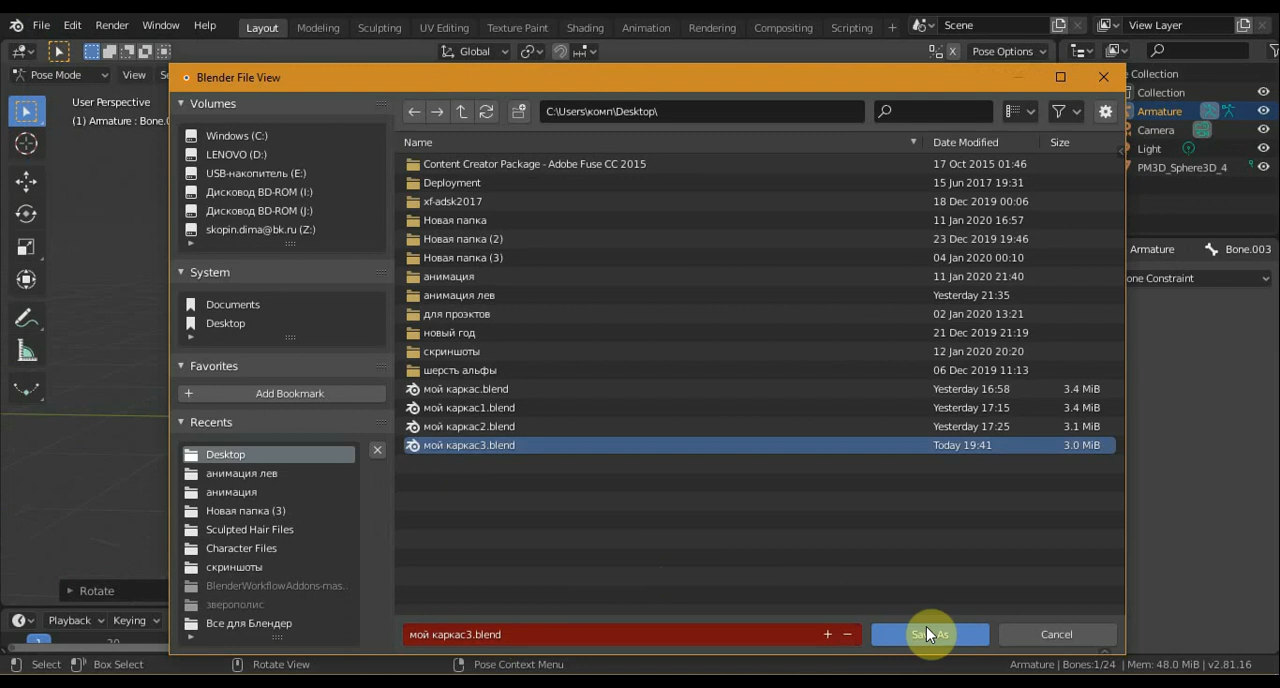 File Edit Render Window Help Layout Modeling Sculpting UV Editing Texture Paint Shading Animation Rendering Compositing Scripting + Scene View Layer
Global Pose Options
Pose Mode View
User Perspective
(1) Armature : Bone.
Blender File View
Volumes
Windows (C:)
LENOVO (D:)
USB-накопитель (E:)
Дисковод BD-ROM (I:)
Дисковод BD-ROM (J:)
skopin.dima@bk.ru (Z:)
System
Documents
Desktop
Favorites
Add Bookmark
Recents
Desktop
анимация лев
анимация
Новая папка (3)
Sculpted Hair Files
Character Files
скриншоты
BlenderWorkflowAddons-mas..
зверополис
Все для Блендер
C:\Users\комп\Desktop\
Name Date Modified Size
Content Creator Package - Adobe Fuse CC 2015 17 Oct 2015 01:46
Deployment 15 Jun 2017 19:31
xf-adsk2017 18 Dec 2019 00:06
Новая папка 11 Jan 2020 16:57
Новая папка (2) 23 Dec 2019 19:46
Новая папка (3) 04 Jan 2020 00:10
анимация 11 Jan 2020 21:40
анимация лев Yesterday 21:35
для проэктов 02 Jan 2020 13:21
новый год 21 Dec 2019 21:19
скриншоты 12 Jan 2020 20:20
шерсть альфы 06 Dec 2019 11:13
мой каркас.blend Yesterday 16:58 3.4 MiB
мой каркас1.blend Yesterday 17:15 3.4 MiB
мой каркас2.blend Yesterday 17:25 3.1 MiB
мой каркас3.blend Today 19:41 3.0 MiB
мой каркас3.blend + − As Cancel
Collection
Collection
Armature
Camera
Light
PM3D_Sphere3D_4
Armature Bone.003
one Constraint
Rotate
Playback Keying
Select Box Select Rotate View Pose Context Menu Armature | Bones:1/24 | Mem: 48.0 MiB | v2.81.16